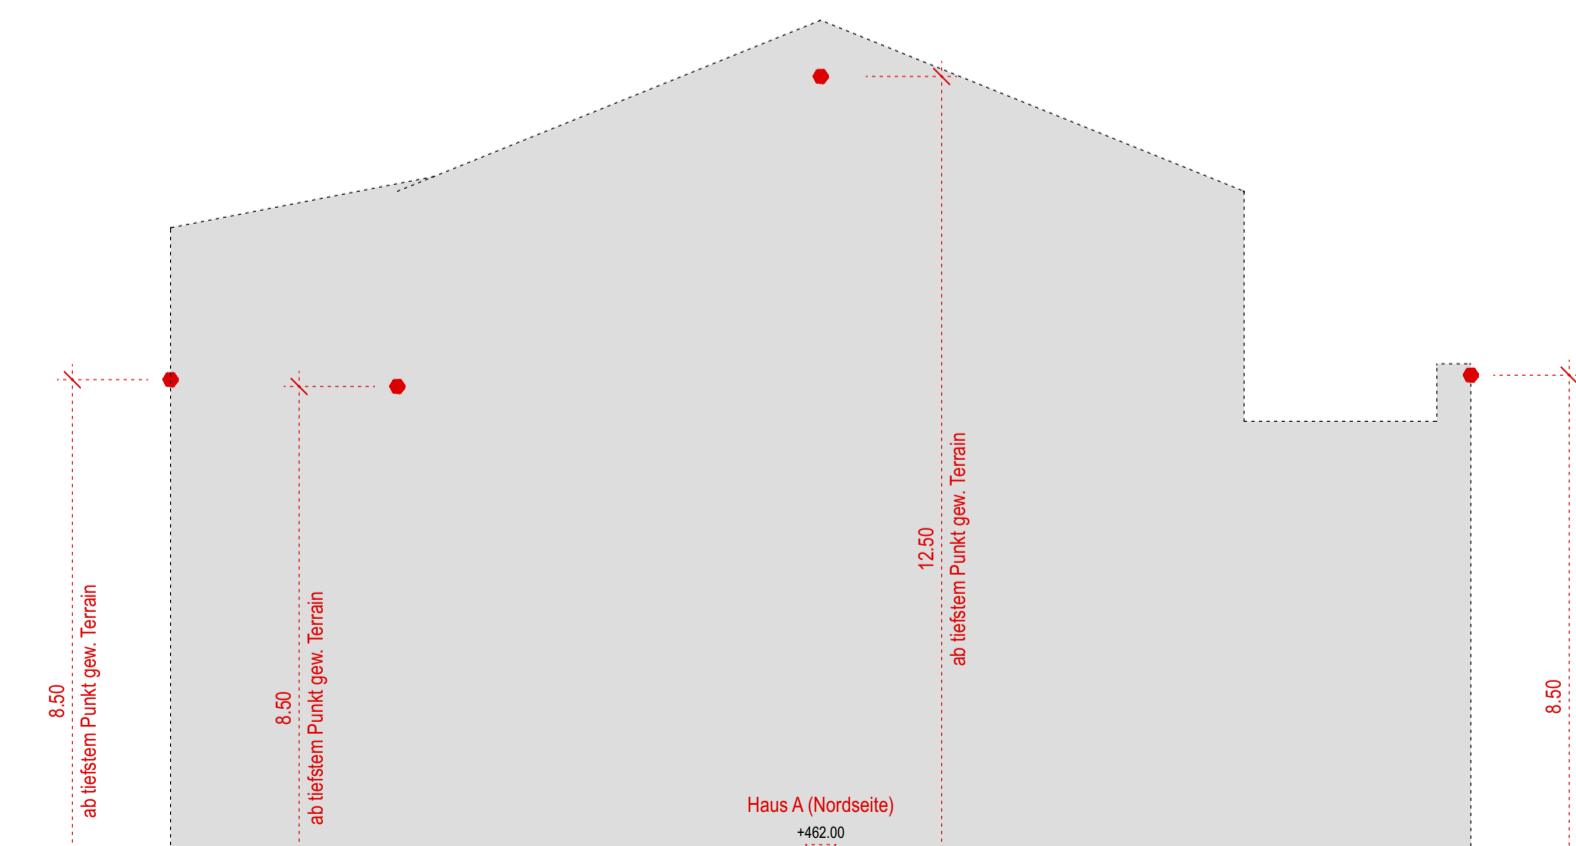 8.50
ab tiefstem Punkt gew. Terrain
8.50
ab tiefstem Punkt gew. Terrain
12.50
ab tiefstem Punkt gew. Terrain
8.50
Haus A (Nordseite)
+462.00